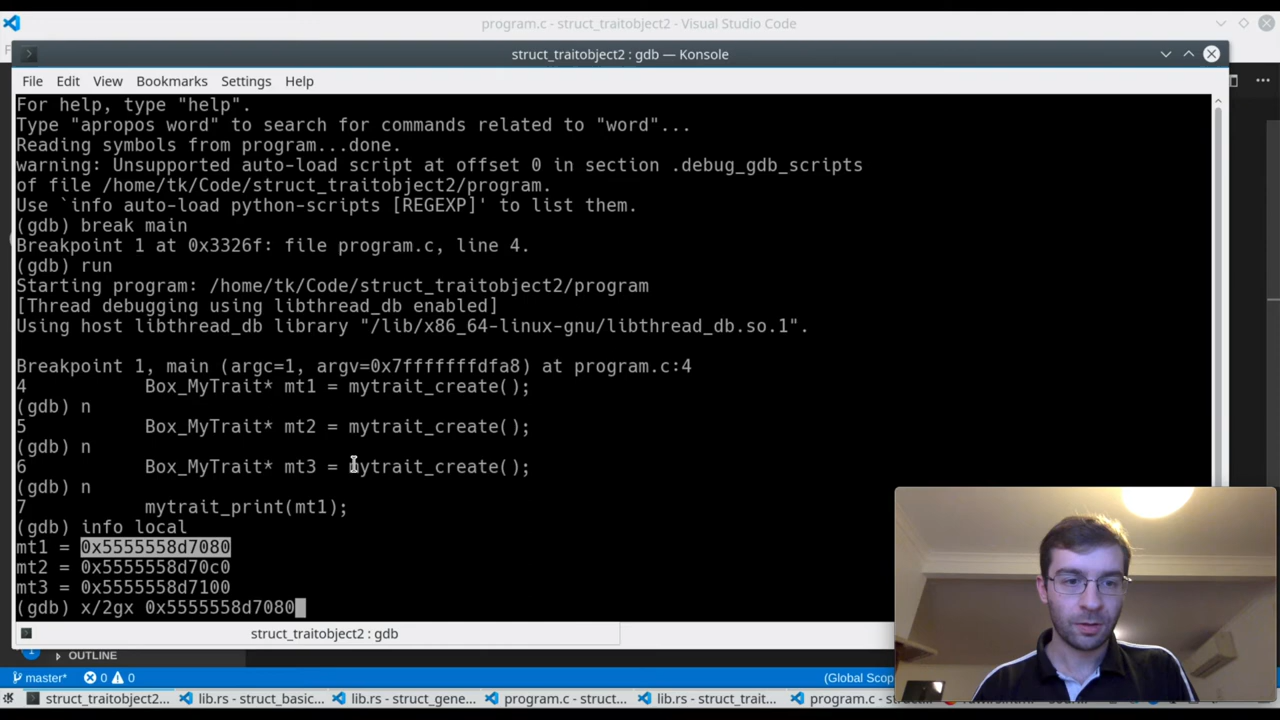 program.c - struct_traitobject2 - Visual Studio Code
struct_traitobject2 : gdb — Konsole
File Edit View Bookmarks Settings Help
For help, type "help".
Type "apropos word" to search for commands related to "word"...
Reading symbols from program...done.
warning: Unsupported auto-load script at offset 0 in section .debug_gdb_scripts
of file /home/tk/Code/struct_traitobject2/program.
Use `info auto-load python-scripts [REGEXP]' to list them.
(gdb) break main
Breakpoint 1 at 0x3326f: file program.c, line 4.
(gdb) run
Starting program: /home/tk/Code/struct_traitobject2/program
[Thread debugging using libthread_db enabled]
Using host libthread_db library "/lib/x86_64-linux-gnu/libthread_db.so.1".
Breakpoint 1, main (argc=1, argv=0x7fffffffdfa8) at program.c:4
4 Box_MyTrait* mt1 = mytrait_create();
(gdb) n
5 Box_MyTrait* mt2 = mytrait_create();
(gdb) n
6 Box_MyTrait* mt3 = mytrait_create();
(gdb) n
7 mytrait_print(mt1);
(gdb) info local
mt1 = 0x5555558d7080
mt2 = 0x5555558d70c0
mt3 = 0x5555558d7100
(gdb) x/2gx 0x5555558d7080
struct_traitobject2 : gdb
1 OUTLINE
master* 0 0 (Global Scop
struct_traitobject2... lib.rs - struct_basic... lib.rs - struct_gene... program.c - struct... lib.rs - struct_trait... program.c - struct